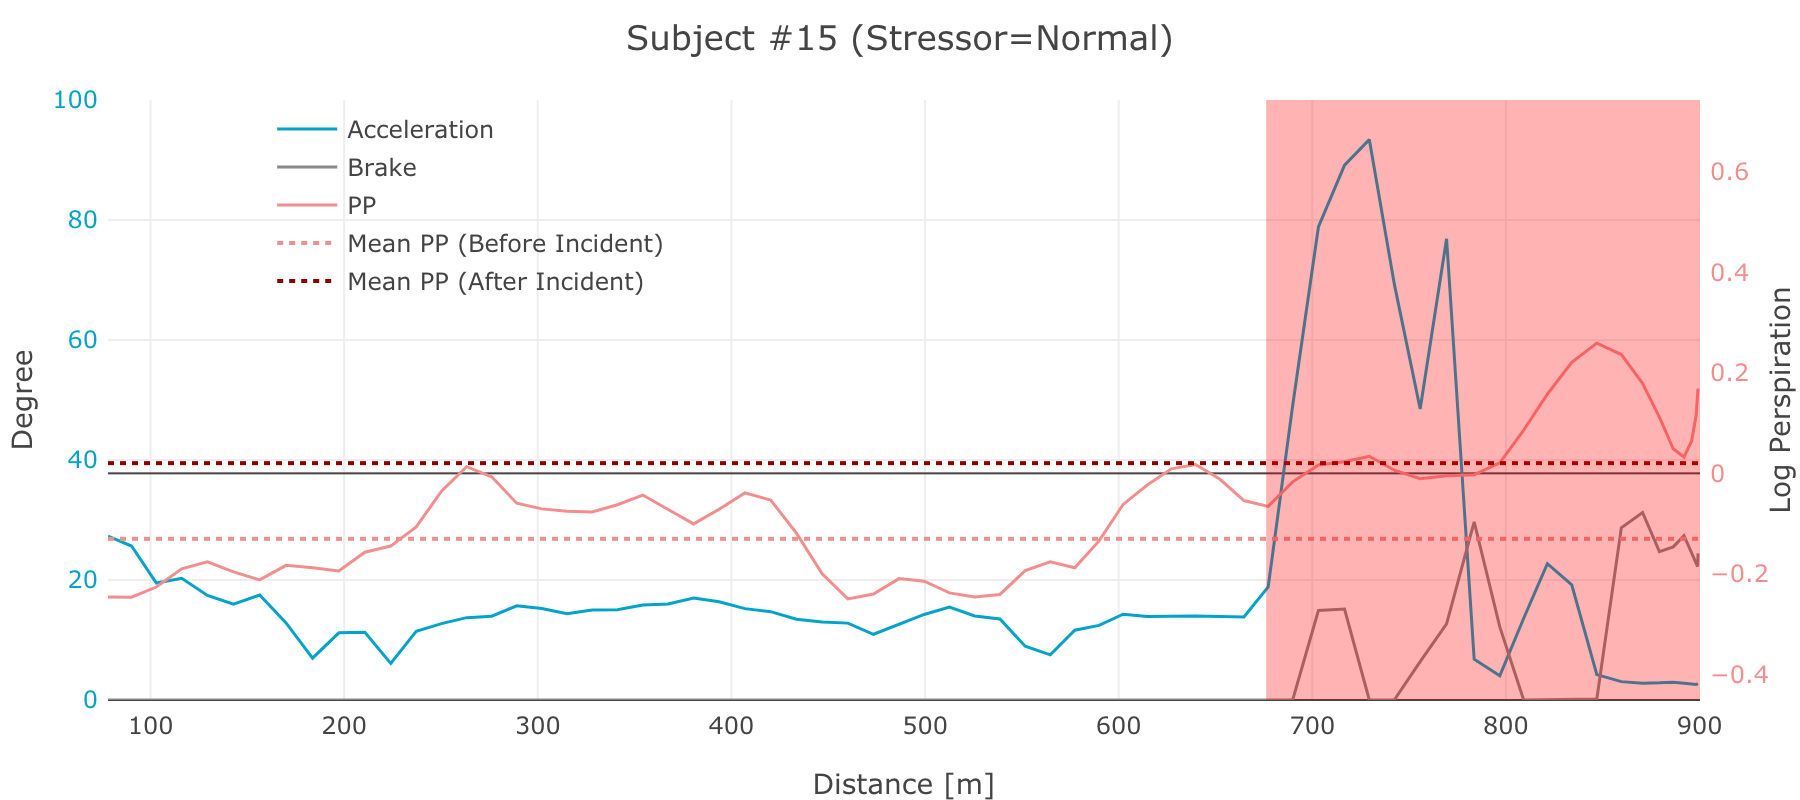 Subject #15 (Stressor=Normal)
Acceleration
Brake
PP
Mean PP (Before Incident)
Mean PP (After Incident)
Degree
100
80
60
40
20
0
0.6
0.4
0.2
0
−0.2
−0.4
Log Perspiration
100 200 300 400 500 600 700 800 900
Distance [m]